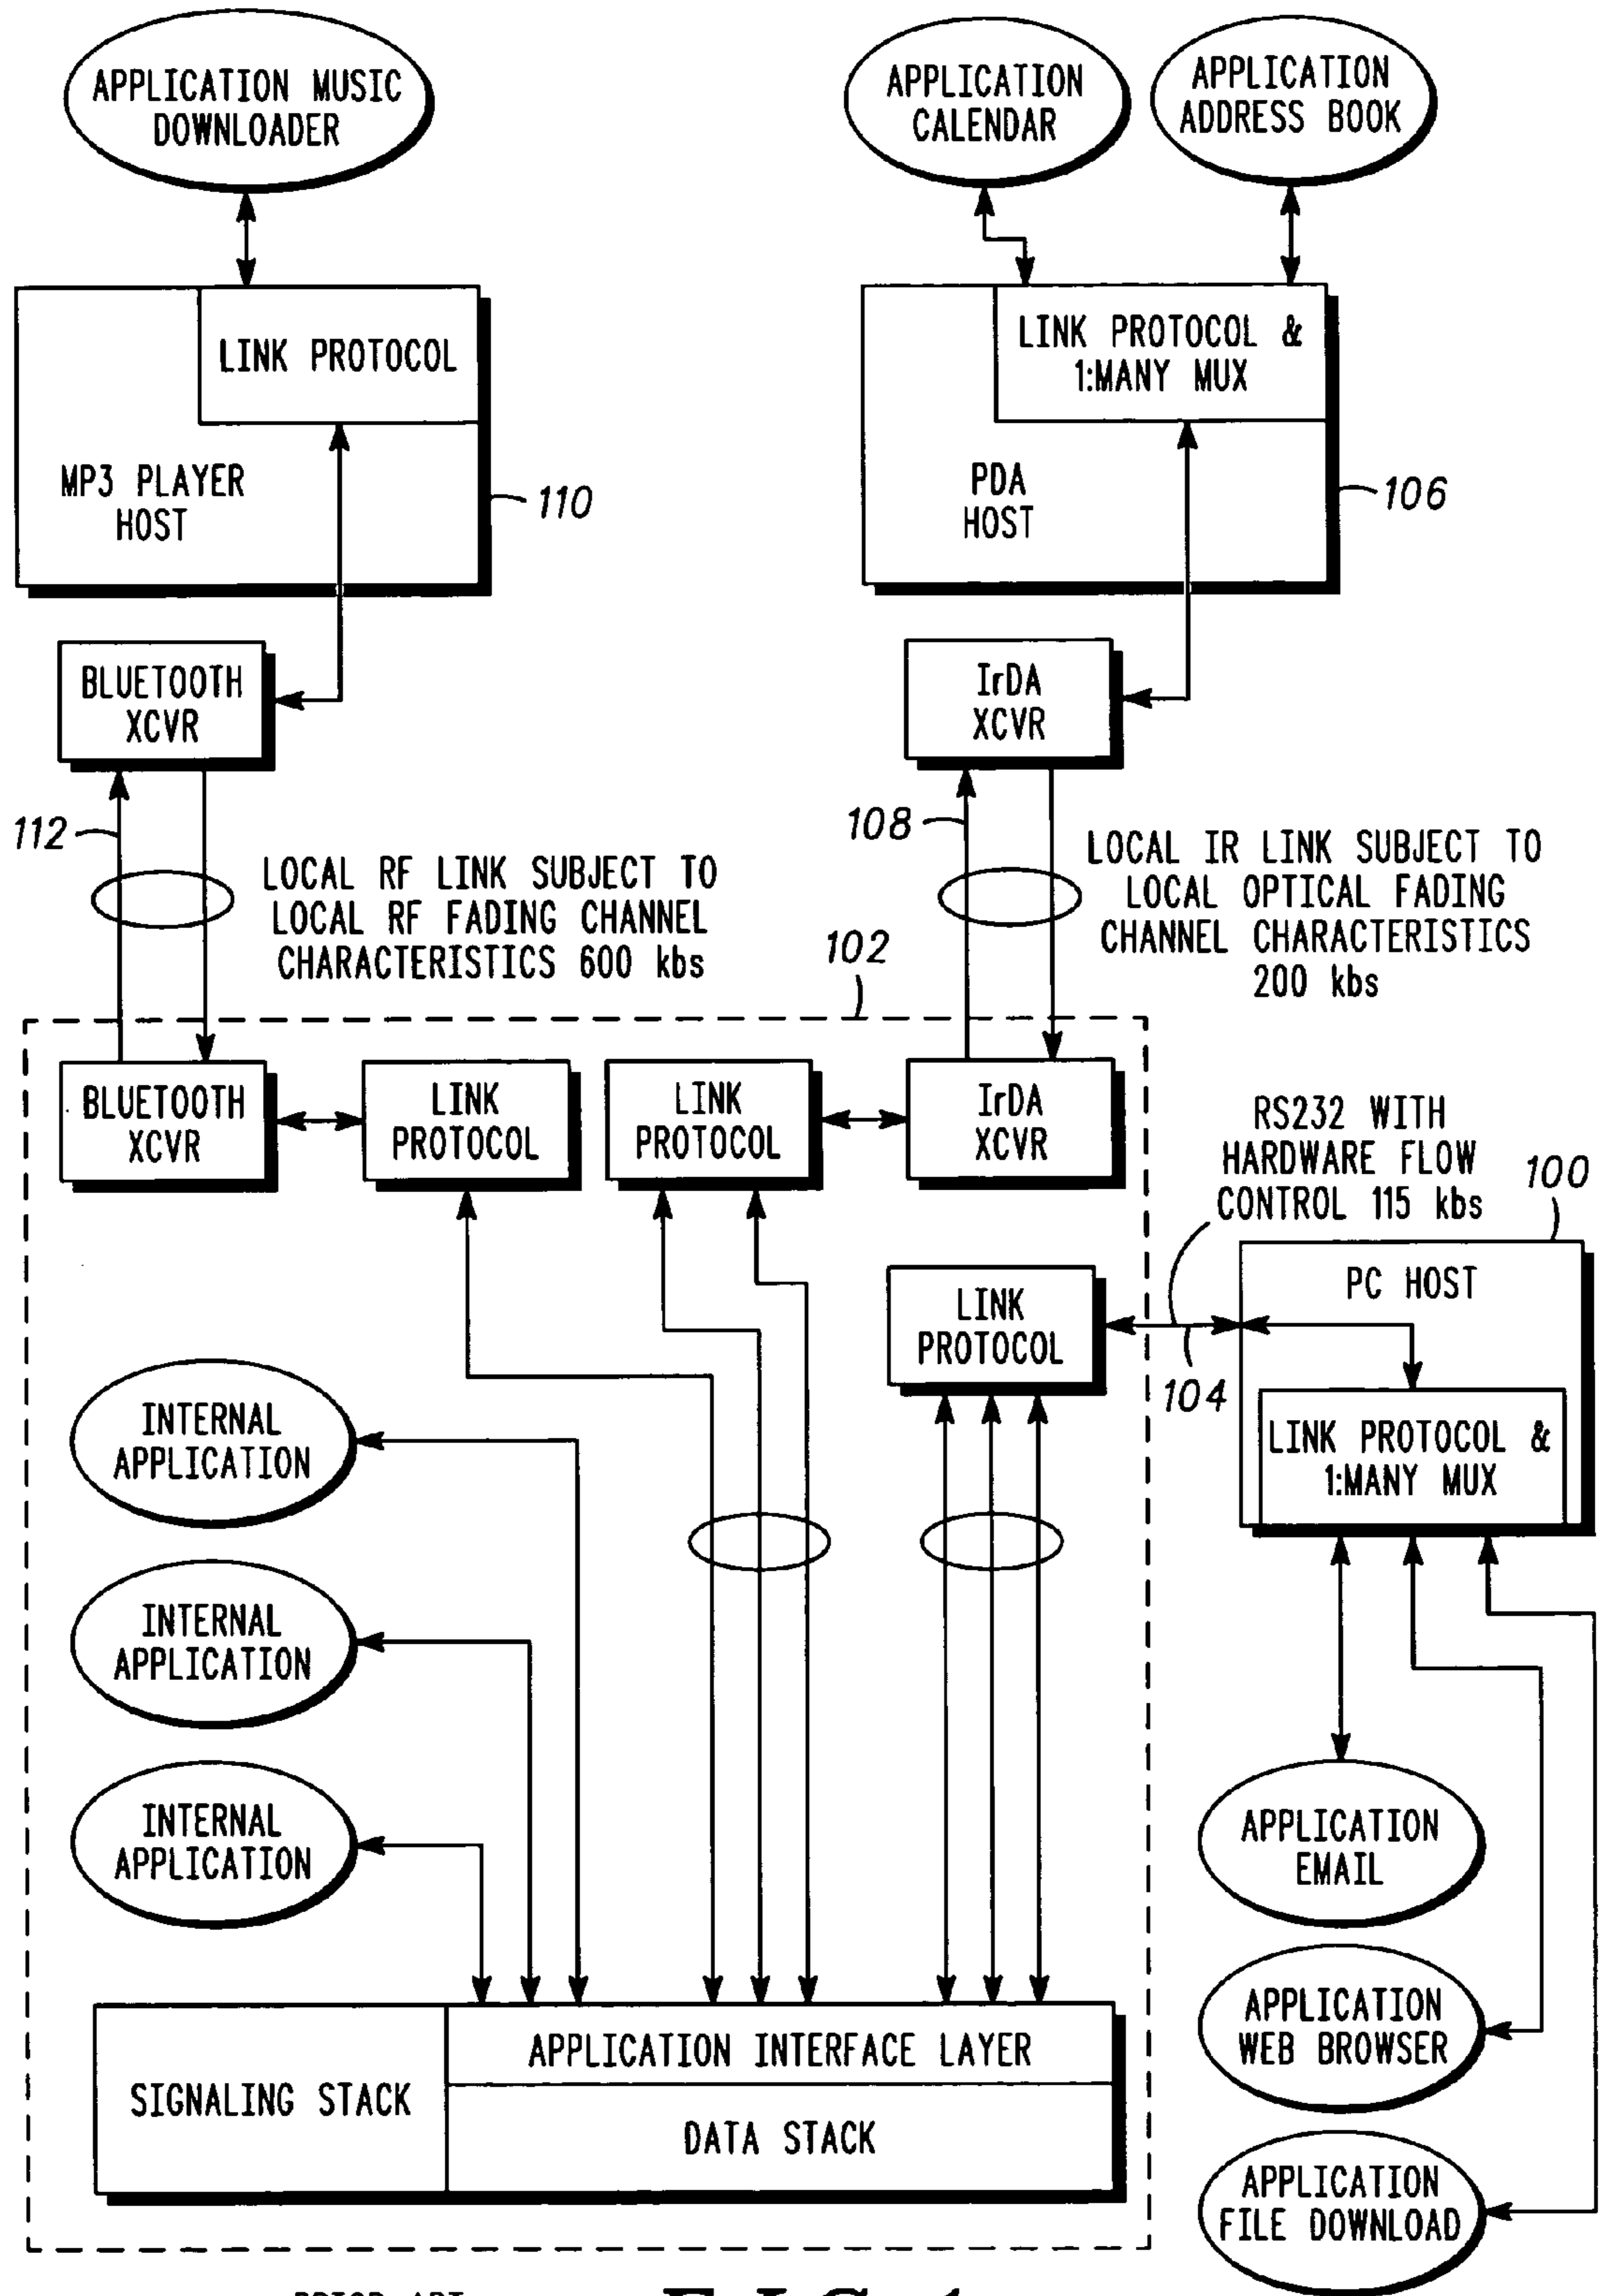 APPLICATION MUSIC
DOWNLOADER
APPLICATION
CALENDAR
APPLICATION
ADDRESS BOOK
LINK PROTOCOL
MP3 PLAYER
HOST
110
LINK PROTOCOL &
1:MANY MUX
PDA
HOST
106
BLUETOOTH
XCVR
IrDA
XCVR
112
LOCAL RF LINK SUBJECT TO
LOCAL RF FADING CHANNEL
CHARACTERISTICS 600 kbs
108
LOCAL IR LINK SUBJECT TO
LOCAL OPTICAL FADING
CHANNEL CHARACTERISTICS
200 kbs
102
BLUETOOTH
XCVR
LINK
PROTOCOL
LINK
PROTOCOL
IrDA
XCVR
RS232 WITH
HARDWARE FLOW
CONTROL 115 kbs
100
PC HOST
LINK
PROTOCOL
104
LINK PROTOCOL &
1:MANY MUX
INTERNAL
APPLICATION
INTERNAL
APPLICATION
INTERNAL
APPLICATION
APPLICATION
EMAIL
APPLICATION
WEB BROWSER
APPLICATION
FILE DOWNLOAD
SIGNALING STACK
APPLICATION INTERFACE LAYER
DATA STACK
PRIOR ART
FIG. 1